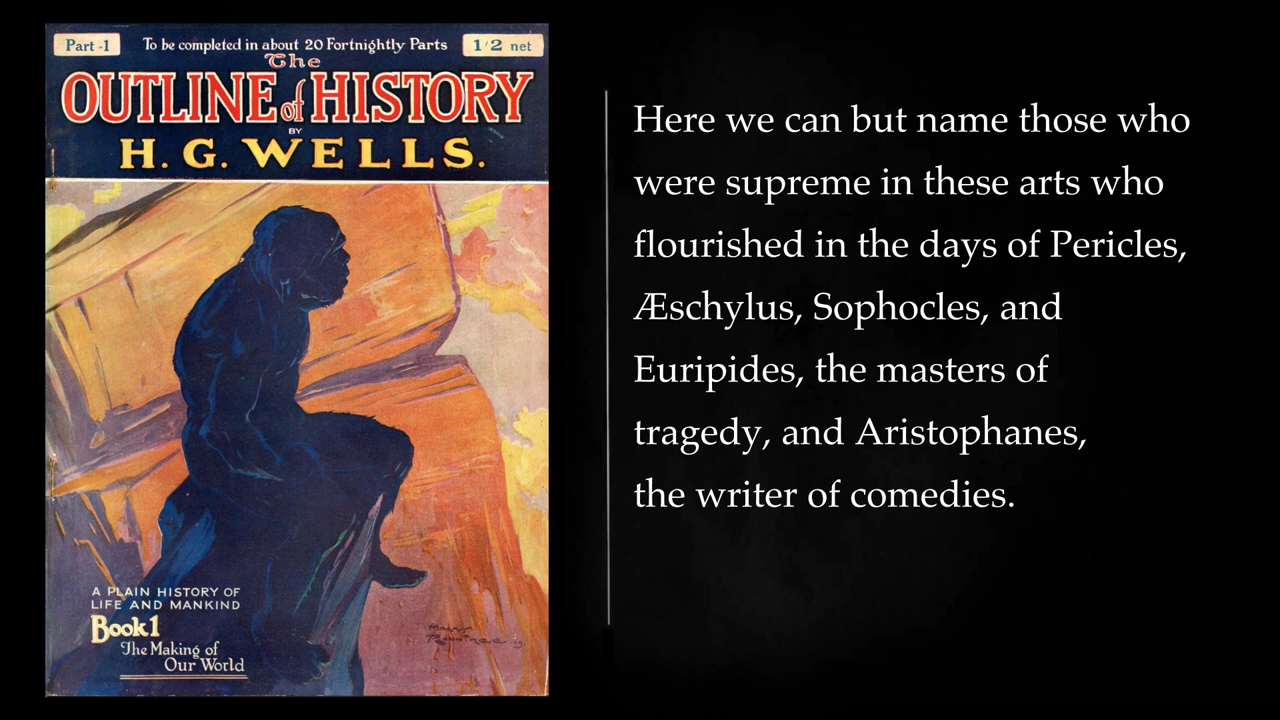 Part -1
To be completed in about 20 Fortnightly Parts
1/2 net
The
OUTLINE of HISTORY
BY
H. G. WELLS.
A PLAIN HISTORY OF
LIFE AND MANKIND
Book 1
The Making of
Our World
Here we can but name those who
were supreme in these arts who
flourished in the days of Pericles,
Æschylus, Sophocles, and
Euripides, the masters of
tragedy, and Aristophanes,
the writer of comedies.